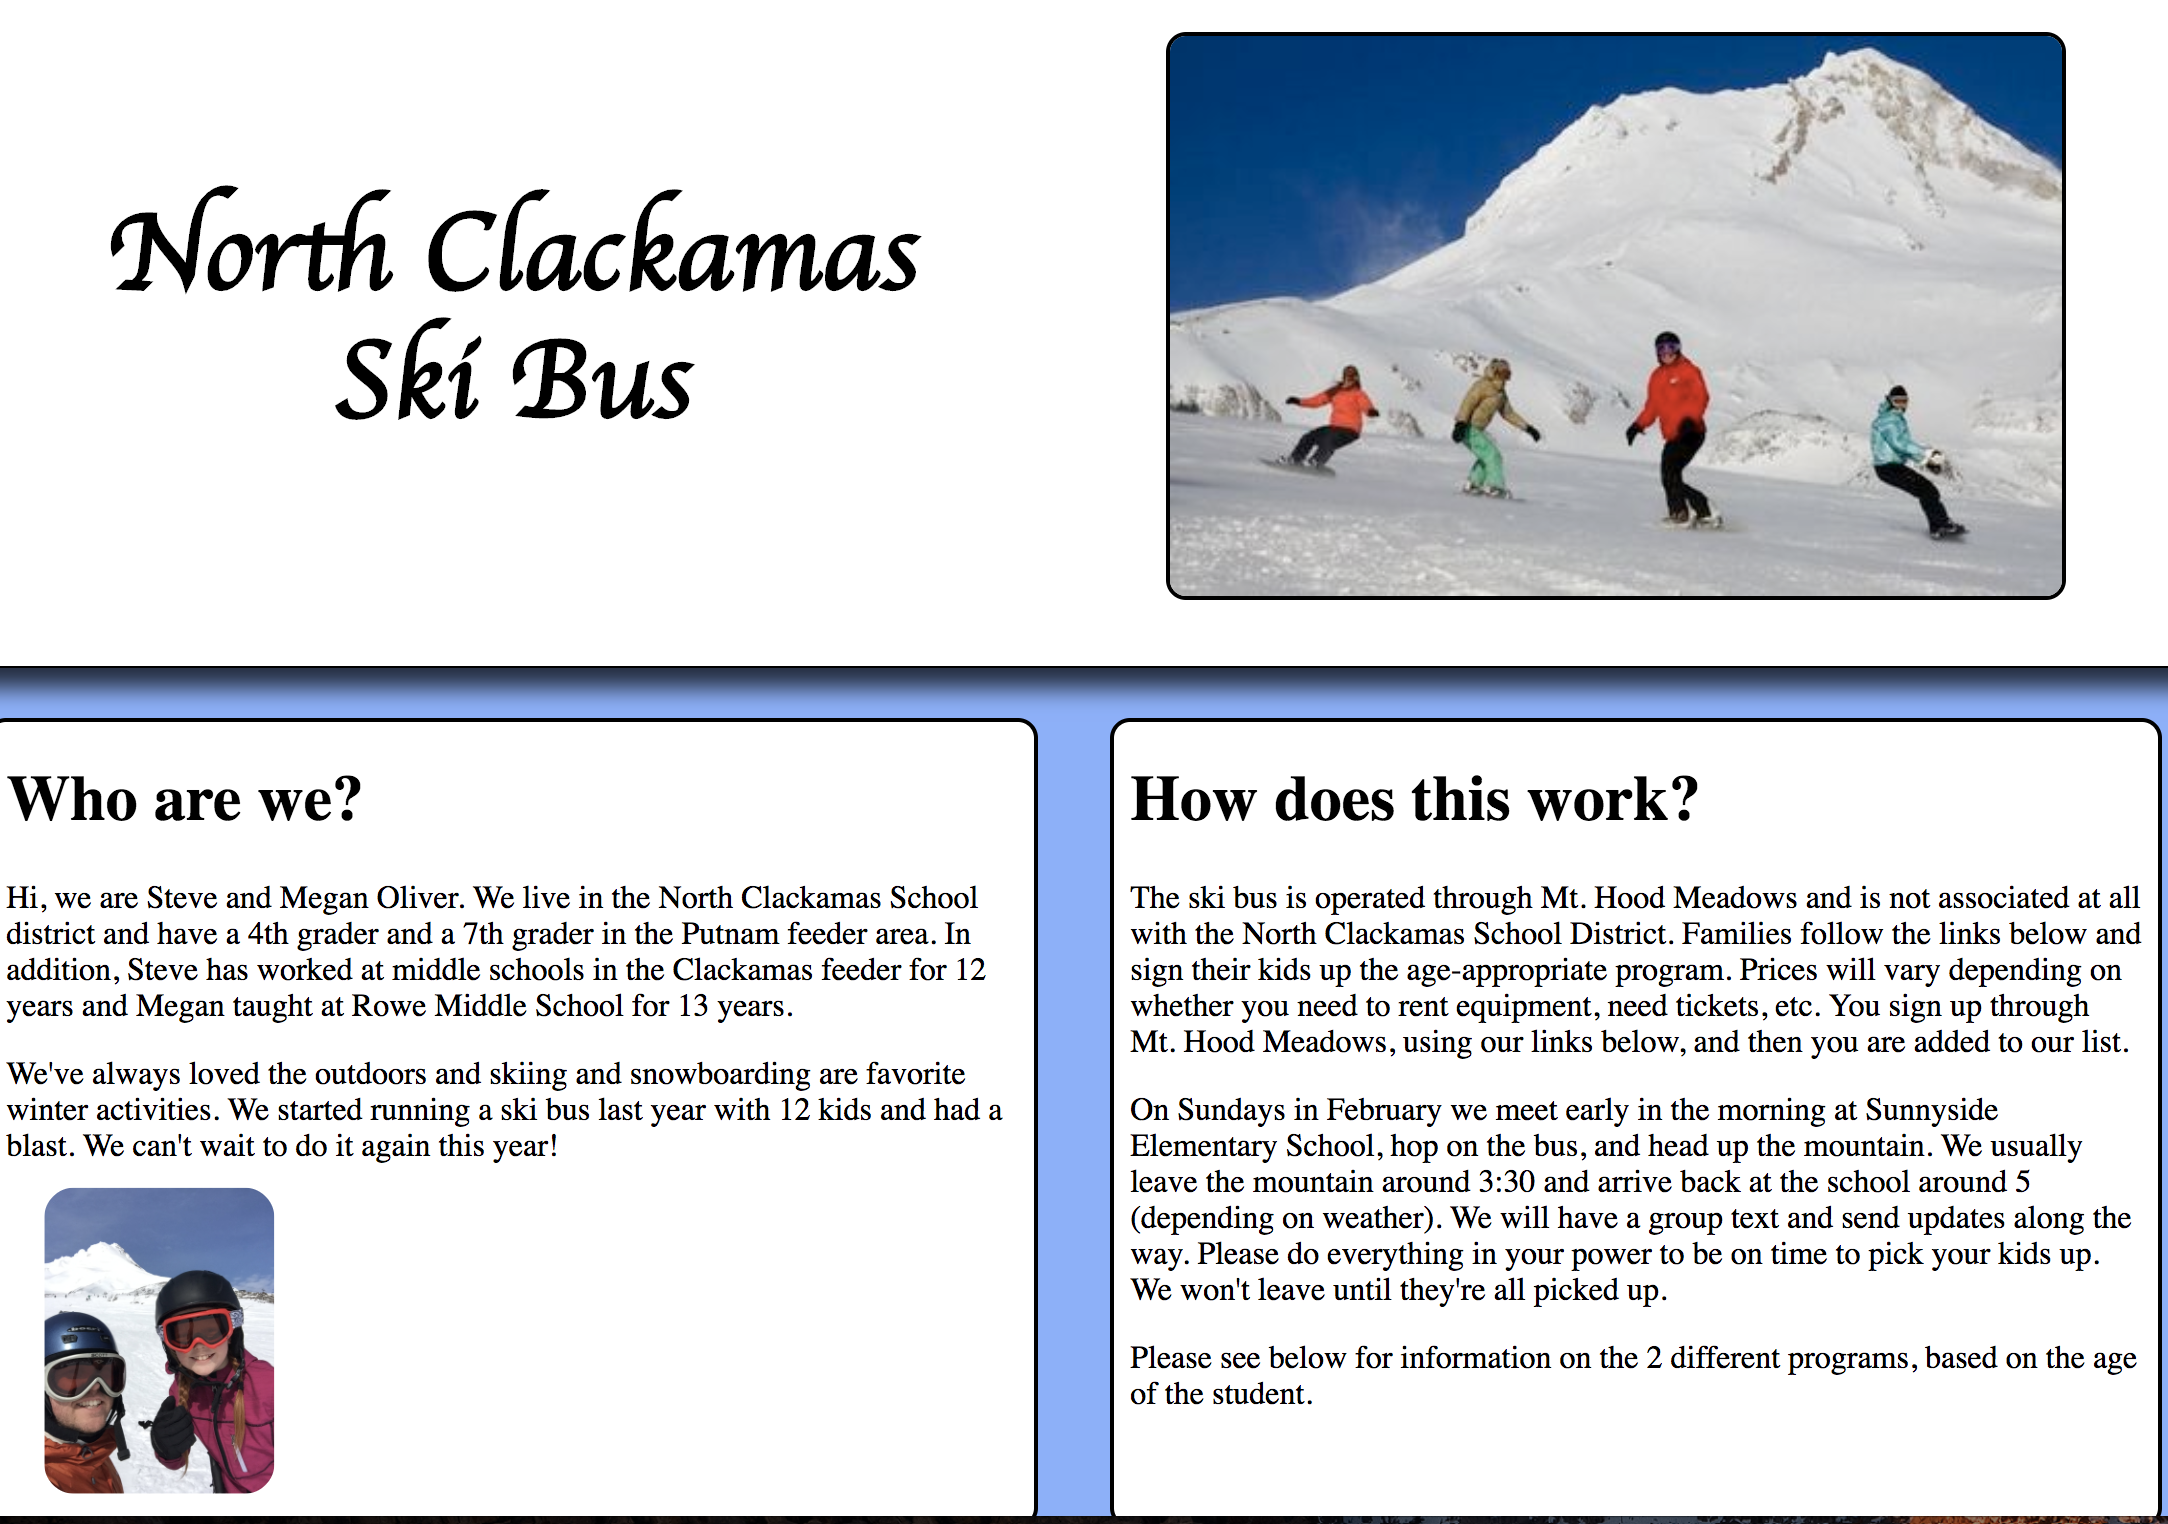 North Clackamas
Ski Bus
Who are we?
Hi, we are Steve and Megan Oliver. We live in the North Clackamas School
district and have a 4th grader and a 7th grader in the Putnam feeder area. In
addition, Steve has worked at middle schools in the Clackamas feeder for 12
years and Megan taught at Rowe Middle School for 13 years.
We've always loved the outdoors and skiing and snowboarding are favorite
winter activities. We started running a ski bus last year with 12 kids and had a
blast. We can't wait to do it again this year!
How does this work?
The ski bus is operated through Mt. Hood Meadows and is not associated at all
with the North Clackamas School District. Families follow the links below and
sign their kids up the age-appropriate program. Prices will vary depending on
whether you need to rent equipment, need tickets, etc. You sign up through
Mt. Hood Meadows, using our links below, and then you are added to our list.
On Sundays in February we meet early in the morning at Sunnyside
Elementary School, hop on the bus, and head up the mountain. We usually
leave the mountain around 3:30 and arrive back at the school around 5
(depending on weather). We will have a group text and send updates along the
way. Please do everything in your power to be on time to pick your kids up.
We won't leave until they're all picked up.
Please see below for information on the 2 different programs, based on the age
of the student.